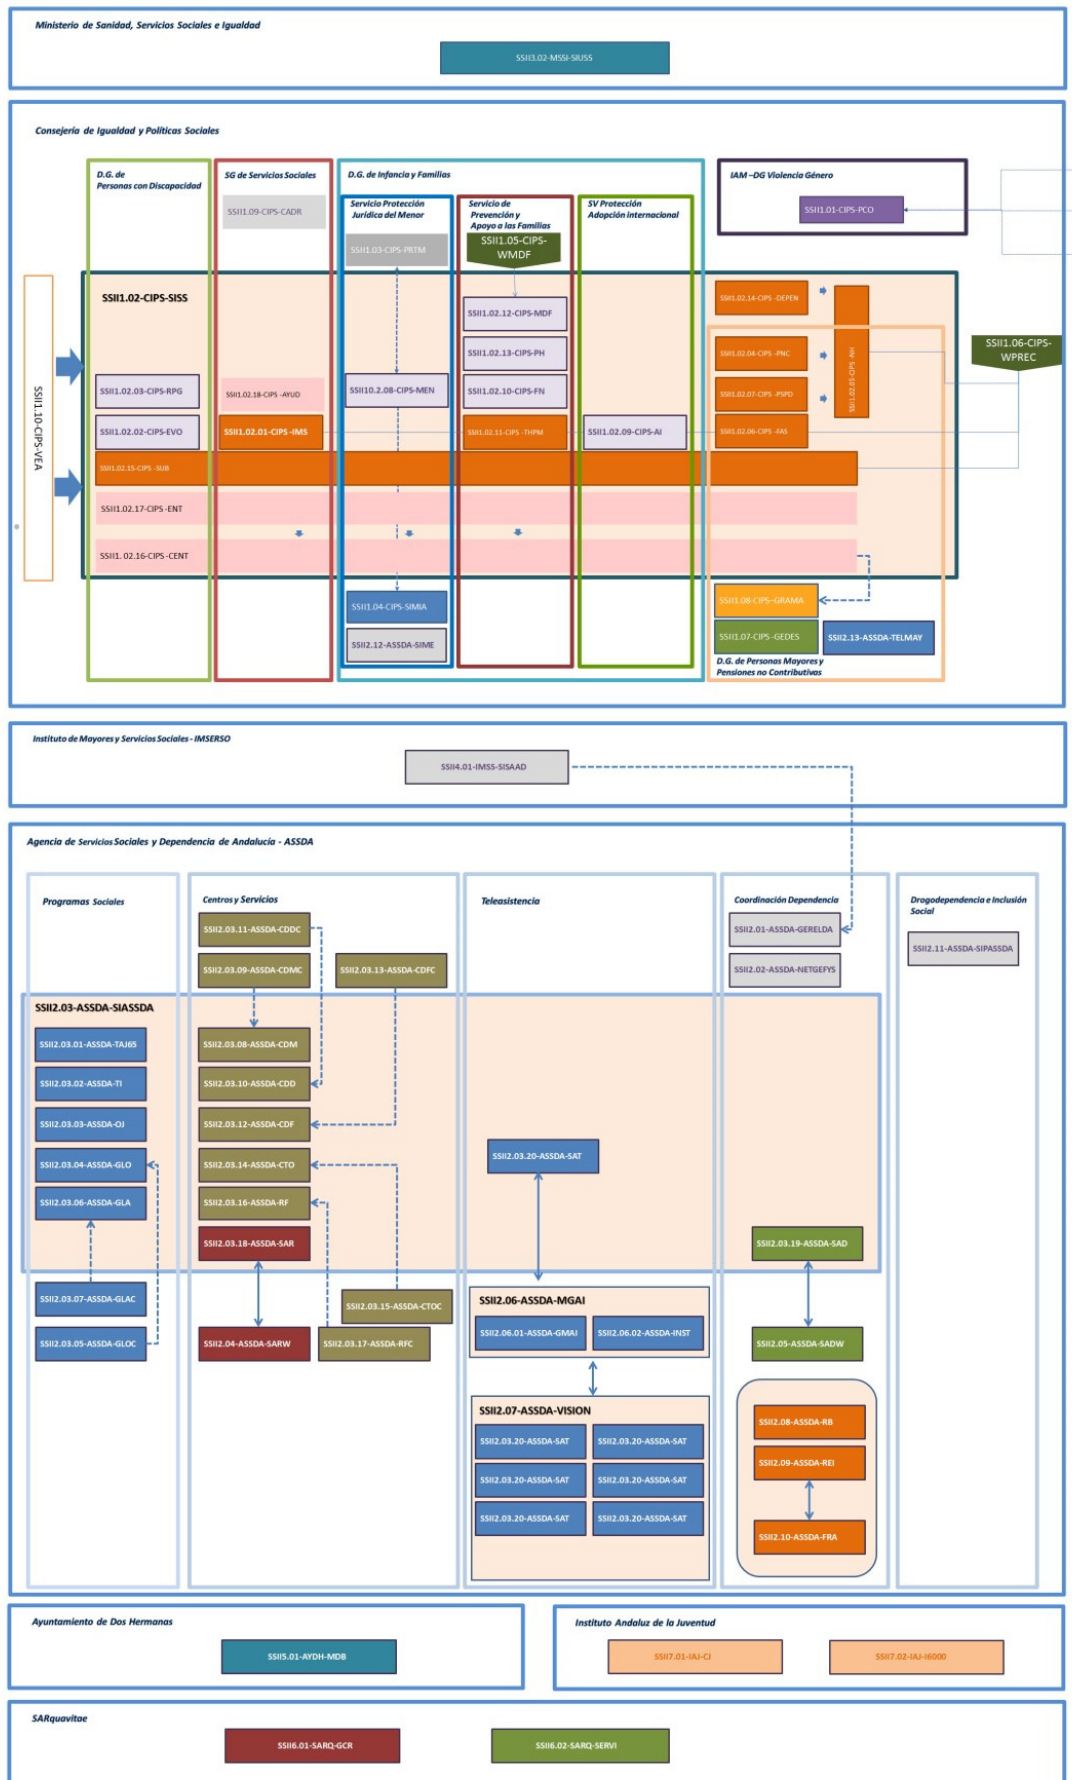 Ministerio de Sanidad, Servicios Sociales e Igualdad
SSII3.02-MSSI-SIUSS
Consejería de Igualdad y Políticas Sociales
D.G. de
Personas con Discapacidad
SG de Servicios Sociales
D.G. de Infancia y Familias
IAM –DG Violencia Género
SSII1.09-CIPS-CADR
Servicio Protección
Jurídica del Menor
Servicio de
Prevención y
Apoyo a las Familias
SV Protección
Adopción internacional
SSII1.01-CIPS-PCO
SSII1.03-CIPS-PRTM
SSII1.05-CIPS-
WMDF
SSII1.10-CIPS-VEA
SSII1.02-CIPS-SISS
SSII1.02.14-CIPS -DEPEN
SSII1.02.12-CIPS-MDF
SSII1.02.13-CIPS-PH
SSII1.02.04-CIPS -PNC
SSII1.02.05-CIPS -NH
SSII1.06-CIPS-
WPREC
SSII1.02.03-CIPS-RPG
SSII1.02.18-CIPS -AYUD
SSII10.2.08-CIPS-MEN
SSII1.02.10-CIPS-FN
SSII1.02.07-CIPS -PSPD
SSII1.02.02-CIPS-EVO
SSII1.02.01-CIPS -IMS
SSII1.02.11-CIPS -THPM
SSII1.02.09-CIPS-AI
SSII1.02.06-CIPS -FAS
SSII1.02.15-CIPS -SUB
SSII1.02.17-CIPS -ENT
SSII1. 02.16-CIPS -CENT
SSII1.04-CIPS-SIMIA
SSII1.08-CIPS–GRAMA
SSII2.12-ASSDA-SIME
SSII1.07-CIPS -GEDES
SSII2.13-ASSDA-TELMAY
D.G. de Personas Mayores y
Pensiones no Contributivas
Instituto de Mayores y Servicios Sociales - IMSERSO
SSII4.01-IMSS-SISAAD
Agencia de Servicios Sociales y Dependencia de Andalucía - ASSDA
Programas Sociales
Centros y Servicios
Teleasistencia
Coordinación Dependencia
Drogodependencia e Inclusión
Social
SSII2.03.11-ASSDA-CDDC
SSII2.01-ASSDA-GERELDA
SSII2.11-ASSDA-SIPASSDA
SSII2.03.09-ASSDA-CDMC
SSII2.03.13-ASSDA-CDFC
SSII2.02-ASSDA-NETGEFYS
SSII2.03-ASSDA-SIASSDA
SSII2.03.01-ASSDA-TAJ65
SSII2.03.08-ASSDA-CDM
SSII2.03.02-ASSDA-TI
SSII2.03.10-ASSDA-CDD
SSII2.03.03-ASSDA-OJ
SSII2.03.12-ASSDA-CDF
SSII2.03.04-ASSDA-GLO
SSII2.03.14-ASSDA-CTO
SSII2.03.20-ASSDA-SAT
SSII2.03.06-ASSDA-GLA
SSII2.03.16-ASSDA-RF
SSII2.03.18-ASSDA-SAR
SSII2.03.19-ASSDA-SAD
SSII2.03.07-ASSDA-GLAC
SSII2.03.15-ASSDA-CTOC
SSII2.06-ASSDA-MGAI
SSII2.06.01-ASSDA-GMAI
SSII2.06.02-ASSDA-INST
SSII2.03.05-ASSDA-GLOC
SSII2.04-ASSDA-SARW
SSII2.03.17-ASSDA-RFC
SSII2.05-ASSDA-SADW
SSII2.07-ASSDA-VISION
SSII2.03.20-ASSDA-SAT
SSII2.03.20-ASSDA-SAT
SSII2.03.20-ASSDA-SAT
SSII2.03.20-ASSDA-SAT
SSII2.03.20-ASSDA-SAT
SSII2.03.20-ASSDA-SAT
SSII2.08-ASSDA-RB
SSII2.09-ASSDA-REI
SSII2.10-ASSDA-FRA
Ayuntamiento de Dos Hermanas
SSII5.01-AYDH-MDB
Instituto Andaluz de la Juventud
SSII7.01-IAJ-CJ
SSII7.02-IAJ-I6000
SARquavitae
SSII6.01-SARQ-GCR
SSII6.02-SARQ-SERVI